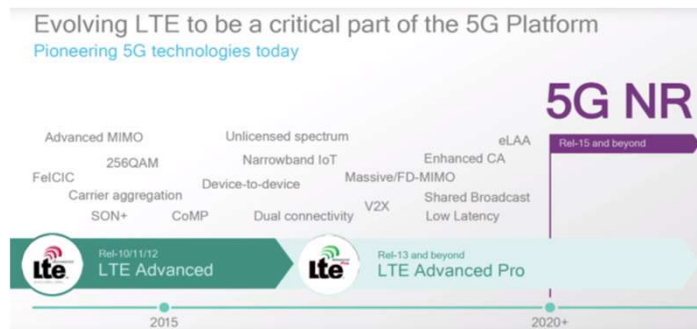 Evolving LTE to be a critical part of the 5G Platform
Pioneering 5G technologies today
5G NR
Rel-15 and beyond
Advanced MIMO
Unlicensed spectrum
eLAA
256QAM
Narrowband IoT
Enhanced CA
FeICIC
Device-to-device
Massive/FD-MIMO
Carrier aggregation
V2X
Shared Broadcast
SON+
CoMP
Dual connectivity
Low Latency
Lte
Rel-10/11/12
LTE Advanced
Lte
Rel-13 and beyond
LTE Advanced Pro
2015
2020+